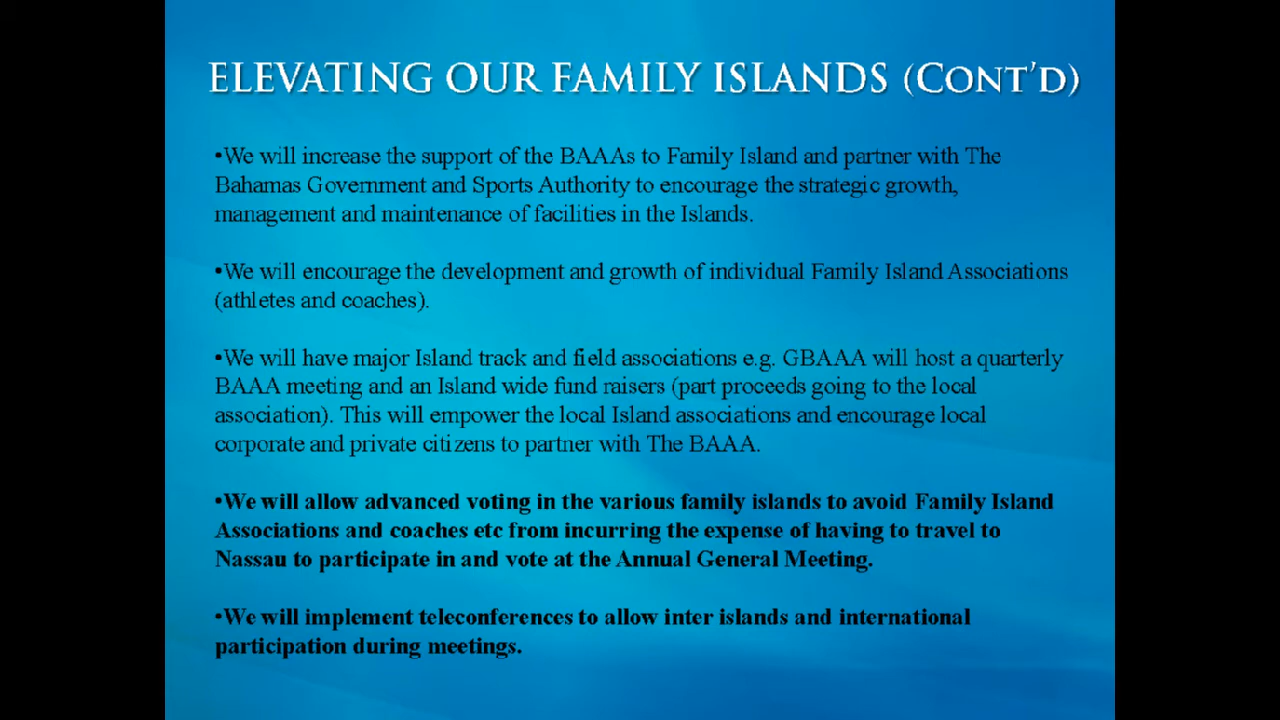 ELEVATING OUR FAMILY ISLANDS (CONT'D)
•We will increase the support of the BAAAs to Family Island and partner with The
Bahamas Government and Sports Authority to encourage the strategic growth,
management and maintenance of facilities in the Islands.
•We will encourage the development and growth of individual Family Island Associations
(athletes and coaches).
•We will have major Island track and field associations e.g. GBAAA will host a quarterly
BAAA meeting and an Island wide fund raisers (part proceeds going to the local
association). This will empower the local Island associations and encourage local
corporate and private citizens to partner with The BAAA.
•We will allow advanced voting in the various family islands to avoid Family Island
Associations and coaches etc from incurring the expense of having to travel to
Nassau to participate in and vote at the Annual General Meeting.
•We will implement teleconferences to allow inter islands and international
participation during meetings.